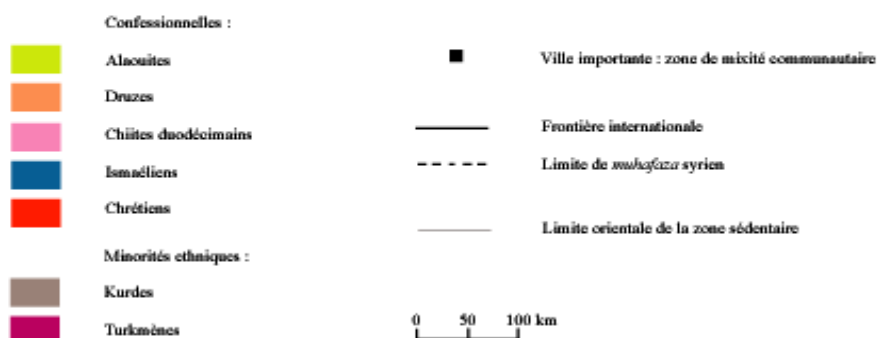 Confessionnelles :
Alaouites
Druzes
Chiites duodécimains
Ismaéliens
Chrétiens
Minorités ethniques :
Kurdes
Turkmènes
Ville importante : zone de mixité communautaire
Frontière internationale
Limite de muhafaza syrien
Limite orientale de la zone sédentaire
0 50 100 km